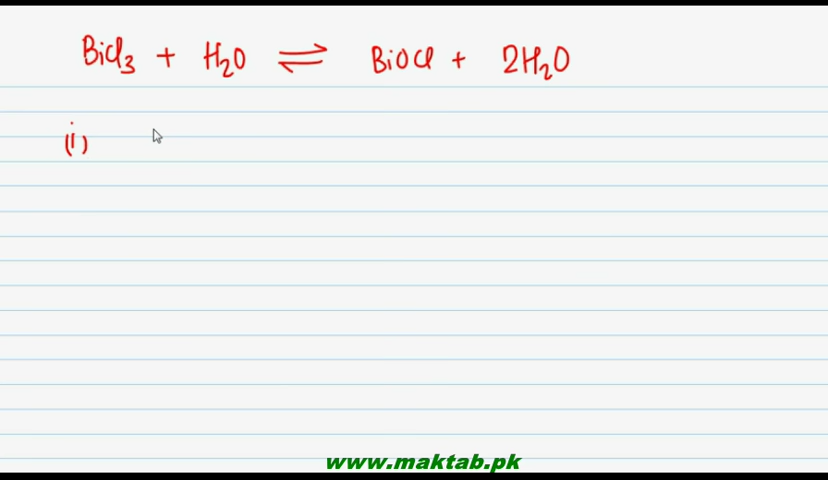 BiCl₃ + H₂O ⇌ BiOCl + 2H₂O
(i)
www.maktab.pk